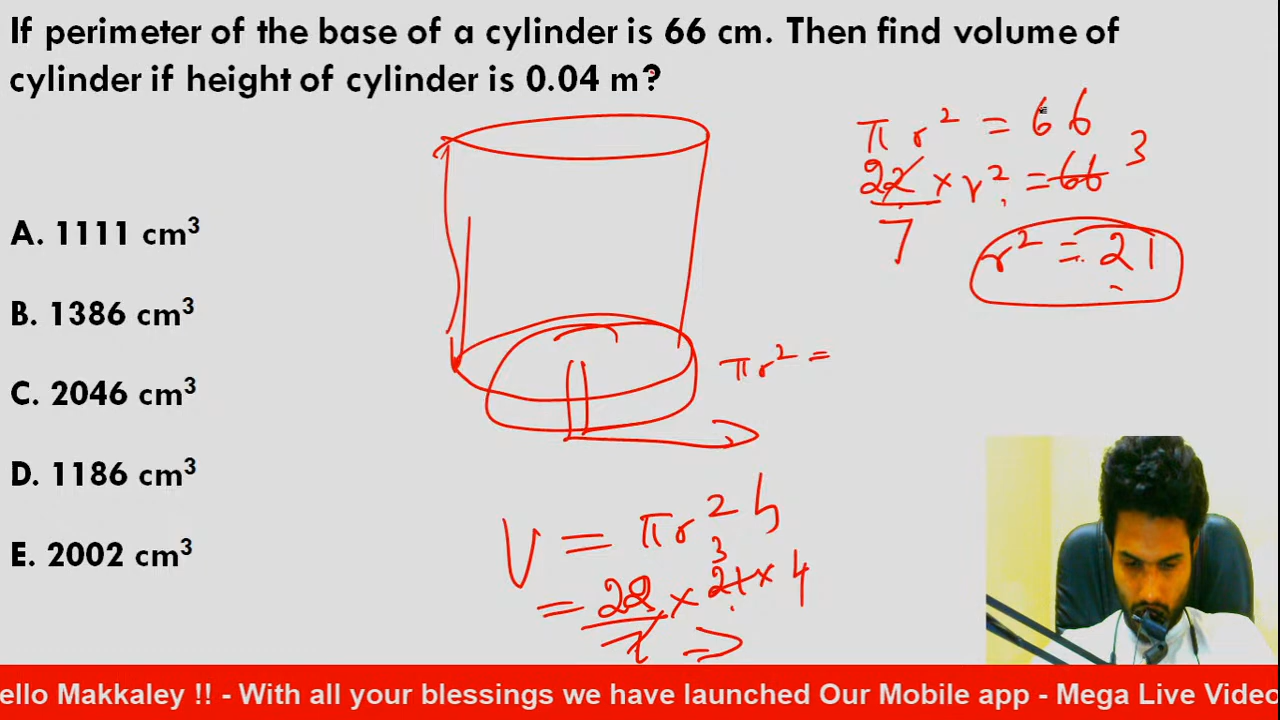 If perimeter of the base of a cylinder is 66 cm. Then find volume of
cylinder if height of cylinder is 0.04 m?
πr² = 66
22/7 × r² = 66 3
r² = 21
A. 1111 cm³
B. 1386 cm³
C. 2046 cm³
D. 1186 cm³
E. 2002 cm³
πr² =
V = πr²h
3
= 22/7 × 21 × 4
ello Makkaley !! - With all your blessings we have launched Our Mobile app - Mega Live Video